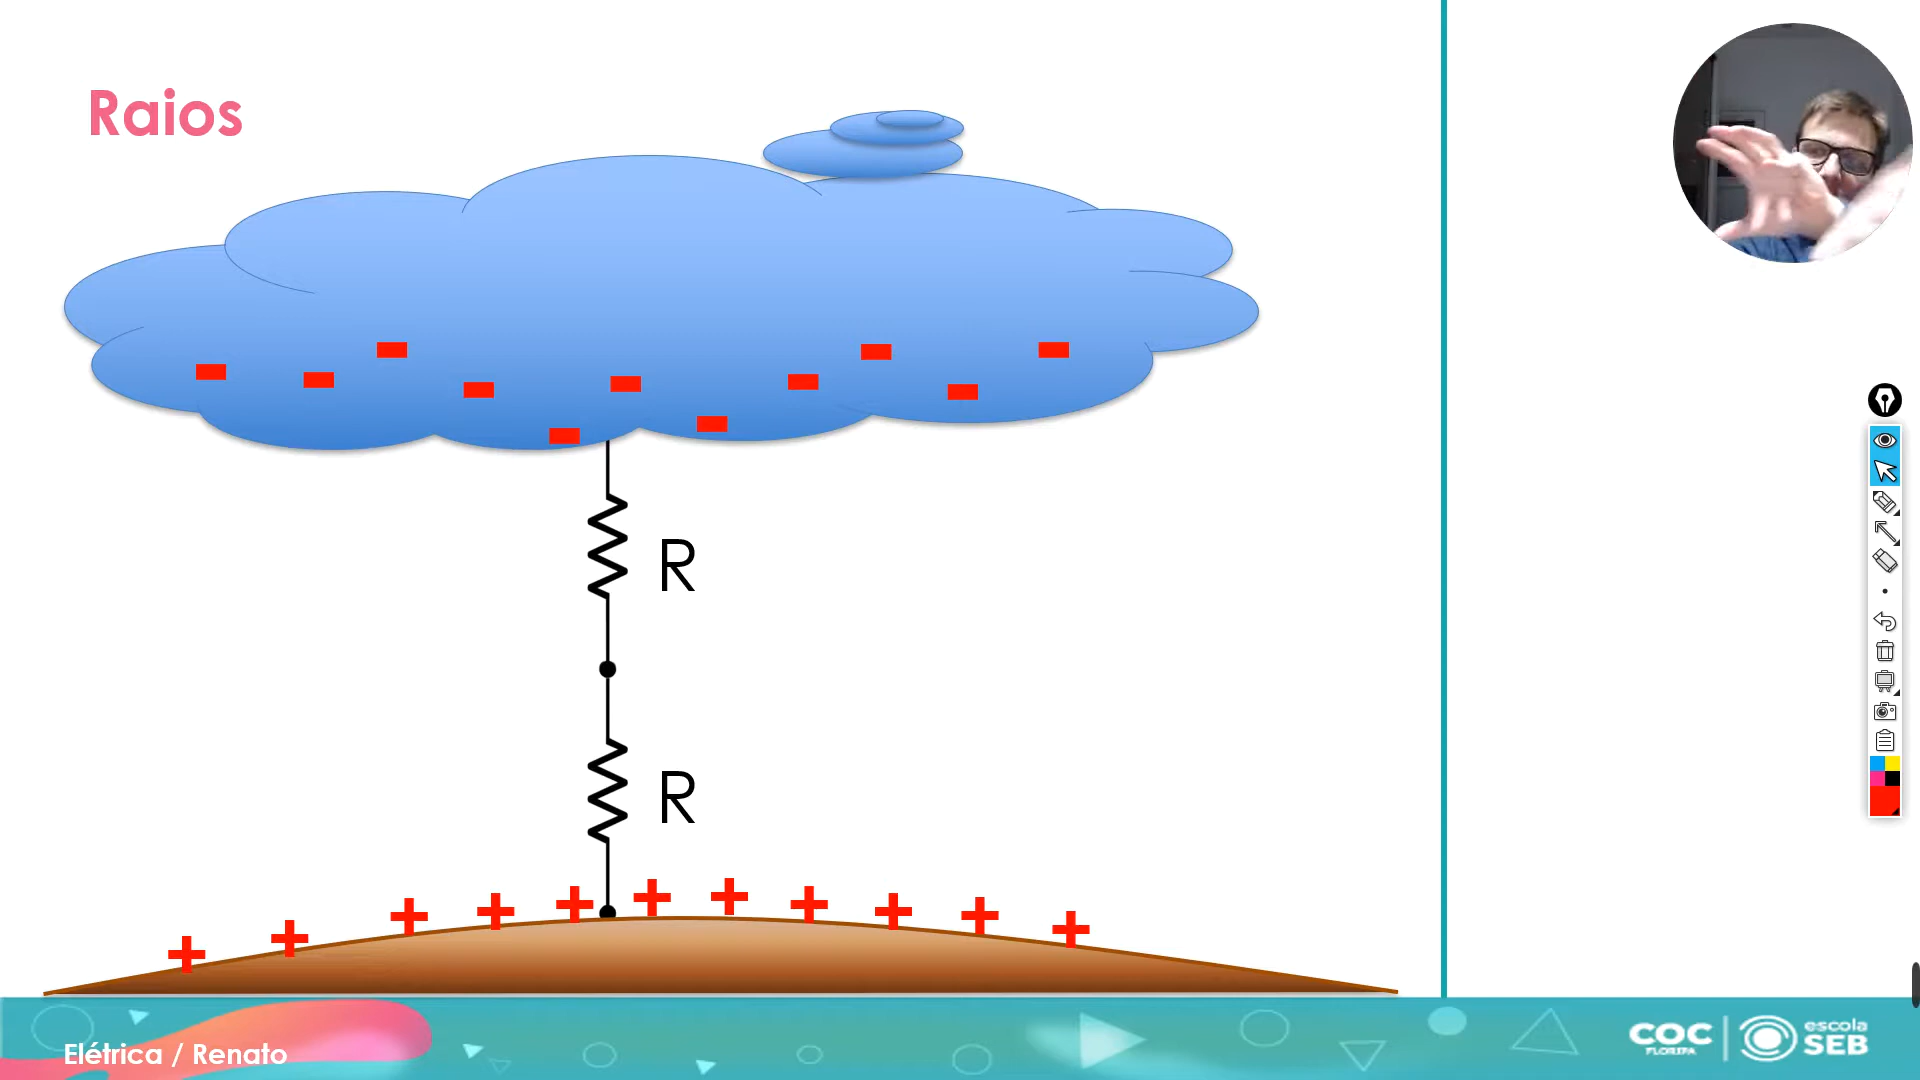 Raios
R
R
Elétrica / Renato
COC
FLORIPA
escola
SEB